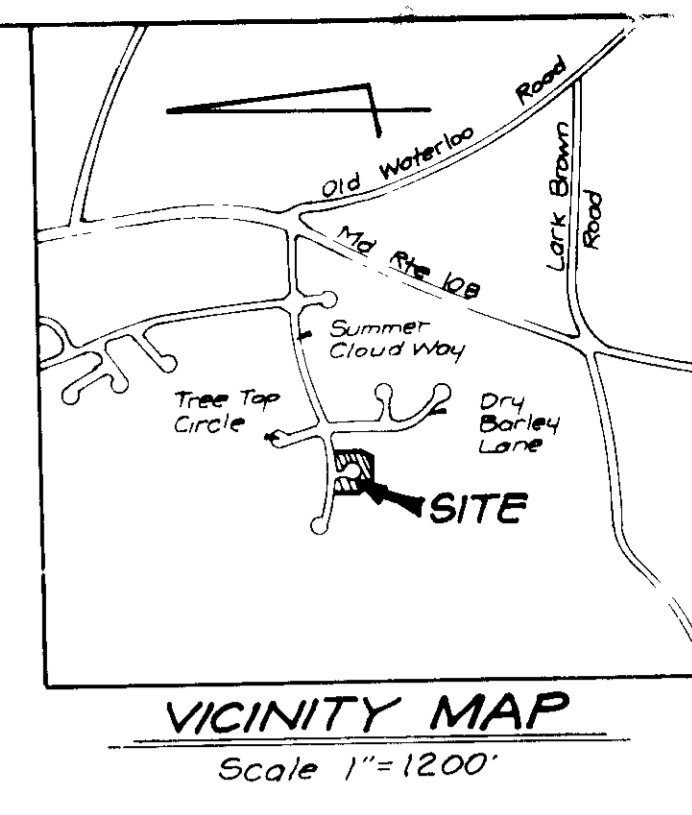 Old Waterloo Road
Lark Brown
Road
Md Rte 108
Summer
Cloud Way
Tree Top
Circle
Dry
Barley
Lane
SITE
VICINITY MAP
Scale 1"=1200'